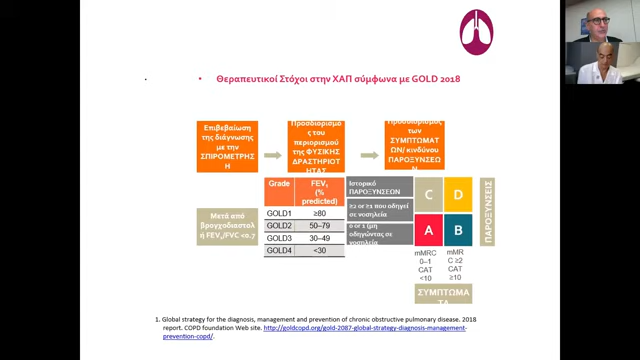 • Θεραπευτικοί Στόχοι στην ΧΑΠ σύμφωνα με GOLD 2018
Επιβεβαίωση
της διάγνωσης
με την
ΣΠΙΡΟΜΕΤΡΗΣ
Η
Προσδιορισμό
ς του
περιορισμού
της ΦΥΣΙΚΗΣ
ΔΡΑΣΤΗΡΙΟΤ
ΗΤΑΤ
Προσδιορισμός
των
ΣΥΜΠΤΩΜΑΤ
ΩΝ/ κινδύνου
ΠΑΡΟΞΥΝΣΕΩ
Ν
Μετά από
βρογχοδιαστολ
ή FEV₁/FVC <0.7
Grade FEV₁ (% predicted)
GOLD1 ≥80
GOLD2 50–79
GOLD3 30–49
GOLD4 <30
Ιστορικό
ΠΑΡΟΞΥΝΣΕΩΝ
≥2 or ≥1 που οδηγεί
σε νοσηλεία
0 or 1 (μη
οδηγώντας σε
νοσηλεία
C D
A B
ΠΑΡΟΞΥΝΣΕΙΣ
mMRC
0–1
CAT
<10
mMR
C ≥2
CAT
≥10
ΣΥΜΠΤΩΜΑ
ΤΑ
1. Global strategy for the diagnosis, management and prevention of chronic obstructive pulmonary disease. 2018
report. COPD foundation Web site. http://goldcopd.org/gold-2087-global-strategy-diagnosis-management-
prevention-copd/.